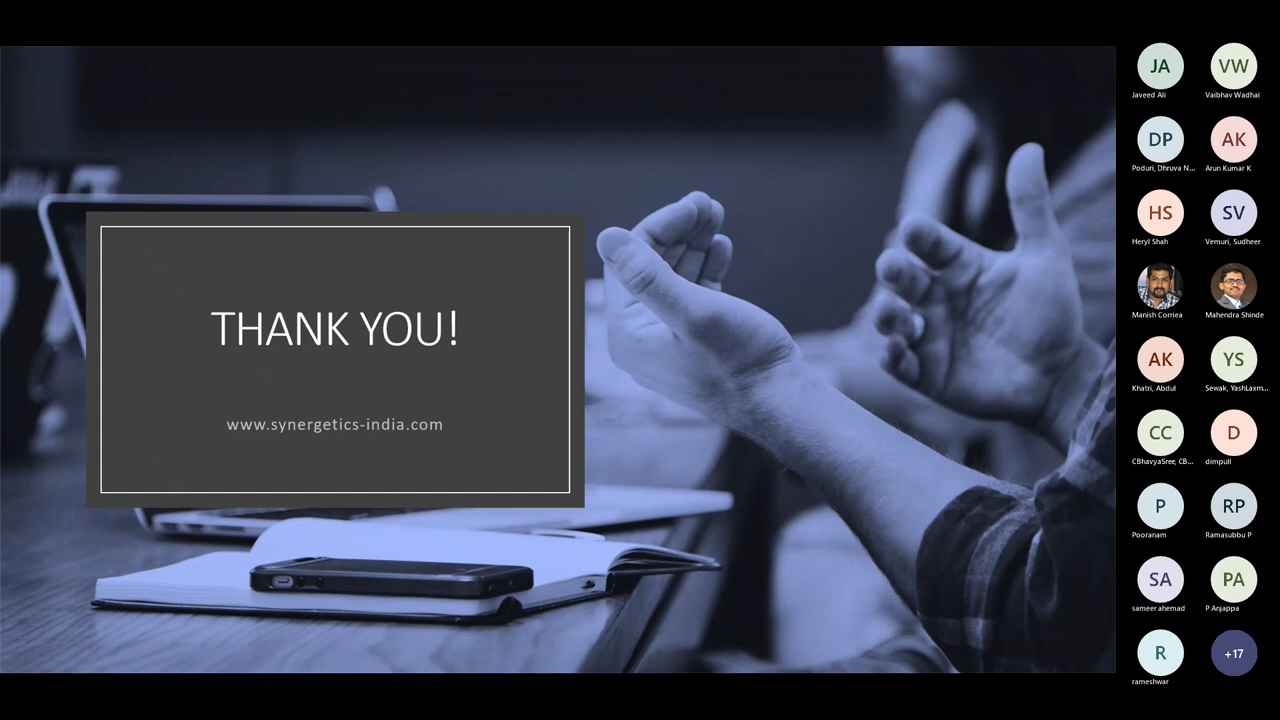 THANK YOU!
www.synergetics-india.com
JA
VW
Javeed Ali
Vaibhav Wadhai
DP
AK
Poduri, Dhruva N...
Arun Kumar K
HS
SV
Heryl Shah
Vemuri, Sudheer
Manish Corriea
Mahendra Shinde
AK
YS
Khatri, Abdul
Sewak, YashLaxm...
CC
D
CBhavyaSree, CB...
dimpull
P
RP
Pooranam
Ramasubbu P
SA
PA
sameer ahemad
P Anjappa
R
+17
rameshwar